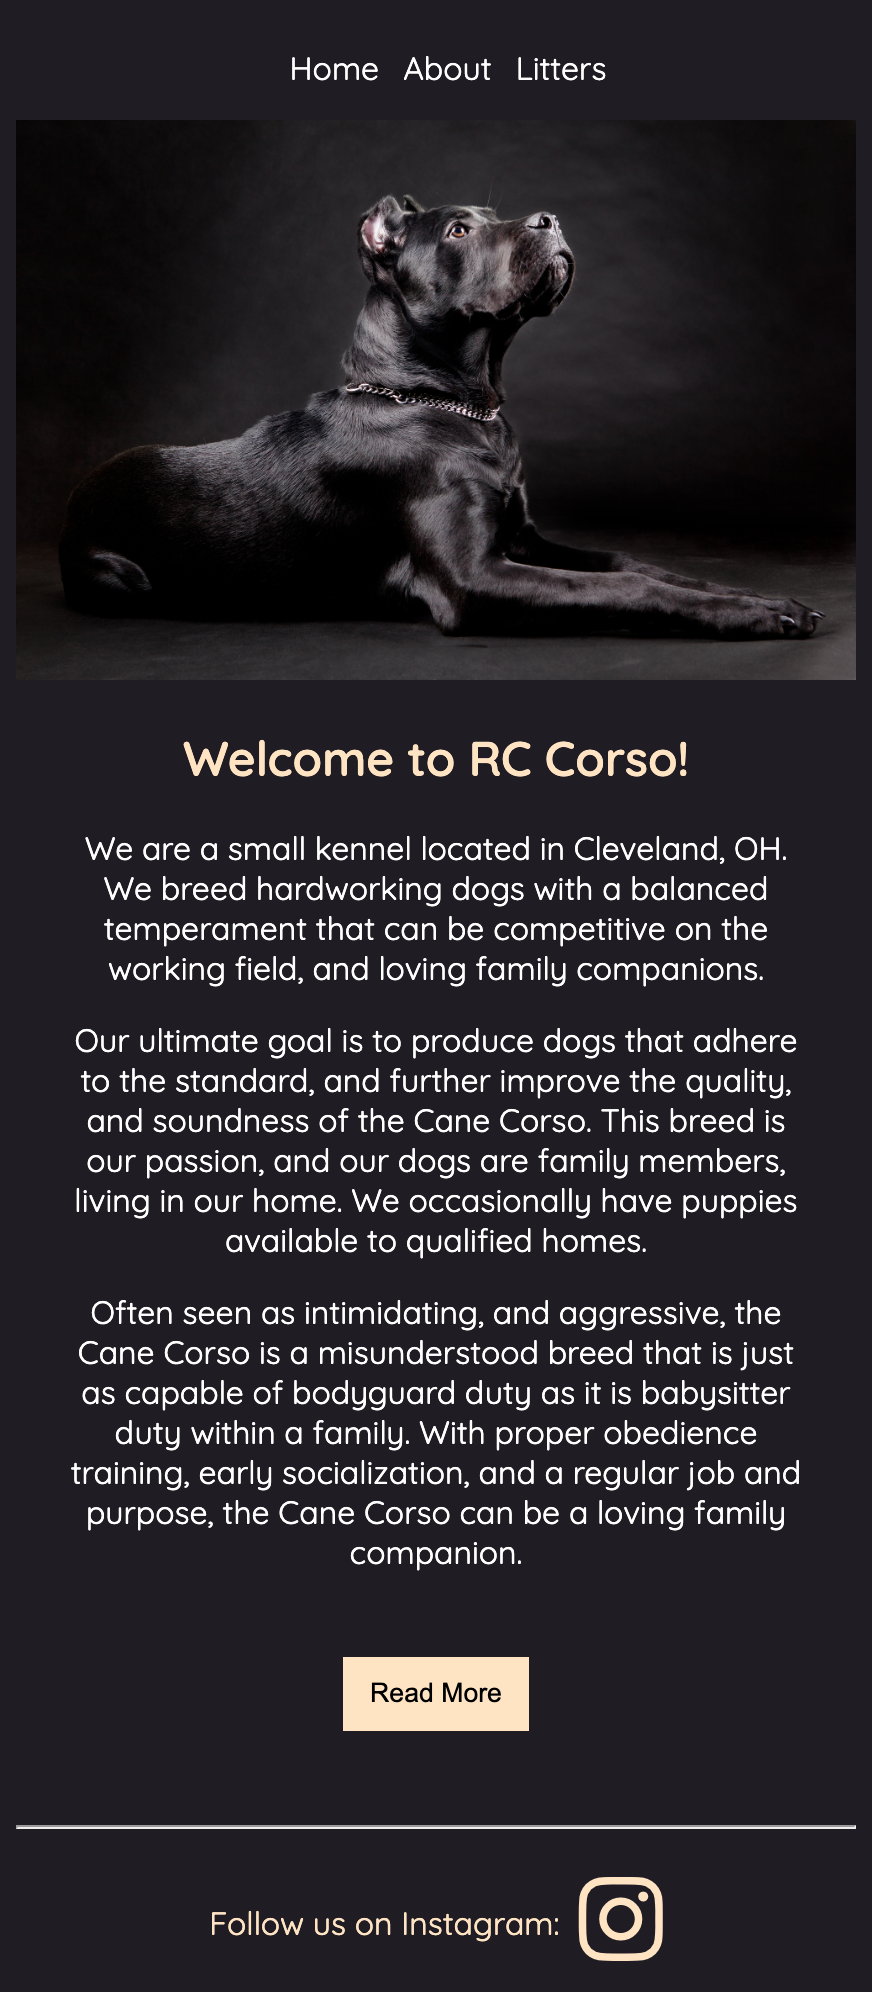 Home About Litters
Welcome to RC Corso!
We are a small kennel located in Cleveland, OH.
We breed hardworking dogs with a balanced
temperament that can be competitive on the
working field, and loving family companions.
Our ultimate goal is to produce dogs that adhere
to the standard, and further improve the quality,
and soundness of the Cane Corso. This breed is
our passion, and our dogs are family members,
living in our home. We occasionally have puppies
available to qualified homes.
Often seen as intimidating, and aggressive, the
Cane Corso is a misunderstood breed that is just
as capable of bodyguard duty as it is babysitter
duty within a family. With proper obedience
training, early socialization, and a regular job and
purpose, the Cane Corso can be a loving family
companion.
Read More
Follow us on Instagram: